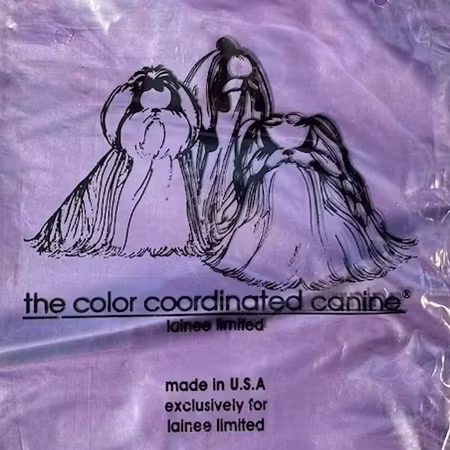 the color coordinated canine®
lainee limited
made in U.S.A
exclusively for
lainee limited